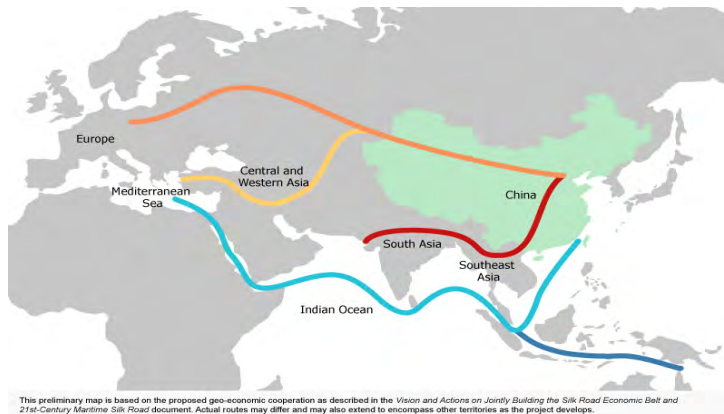 Europe
Central and
Western Asia
Mediterranean
Sea
China
South Asia
Southeast
Asia
Indian Ocean
This preliminary map is based on the proposed geo-economic cooperation as described in the Vision and Actions on Jointly Building the Silk Road Economic Belt and
21st-Century Maritime Silk Road document. Actual routes may differ and may also extend to encompass other territories as the project develops.